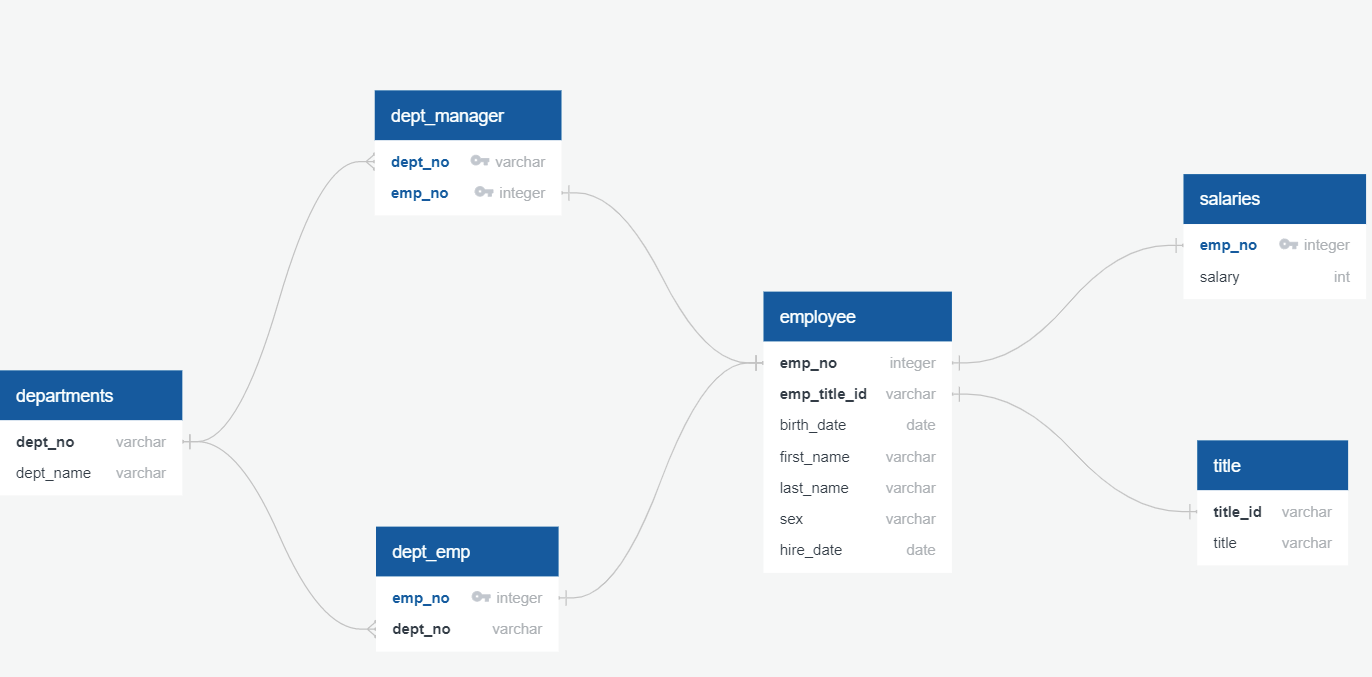 dept_manager
dept_no varchar
emp_no integer
salaries
emp_no integer
salary int
employee
emp_no integer
emp_title_id varchar
birth_date date
first_name varchar
last_name varchar
sex varchar
hire_date date
departments
dept_no varchar
dept_name varchar
title
title_id varchar
title varchar
dept_emp
emp_no integer
dept_no varchar